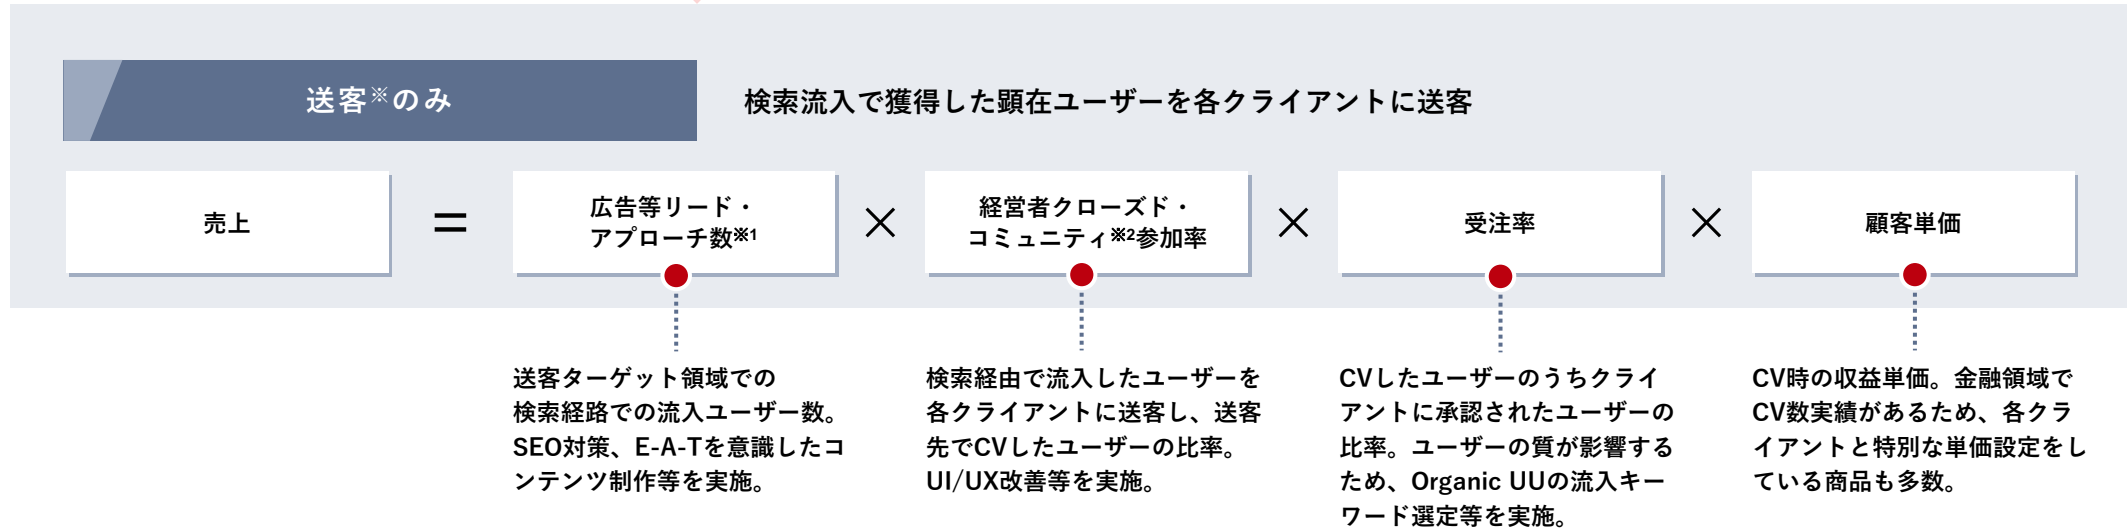 送客※のみ
検索流入で獲得した顕在ユーザーを各クライアントに送客
売上
=
広告等リード・
アプローチ数※1
×
経営者クローズド・
コミュニティ※2参加率
×
受注率
×
顧客単価
送客ターゲット領域での
検索経路での流入ユーザー数。
SEO対策、E-A-Tを意識したコ
ンテンツ制作等を実施。
検索経由で流入したユーザーを
各クライアントに送客し、送客
先でCVしたユーザーの比率。
UI/UX改善等を実施。
CVしたユーザーのうちクライ
アントに承認されたユーザーの
比率。ユーザーの質が影響する
ため、Organic UUの流入キー
ワード選定等を実施。
CV時の収益単価。金融領域で
CV数実績があるため、各クラ
イアントと特別な単価設定をし
ている商品も多数。